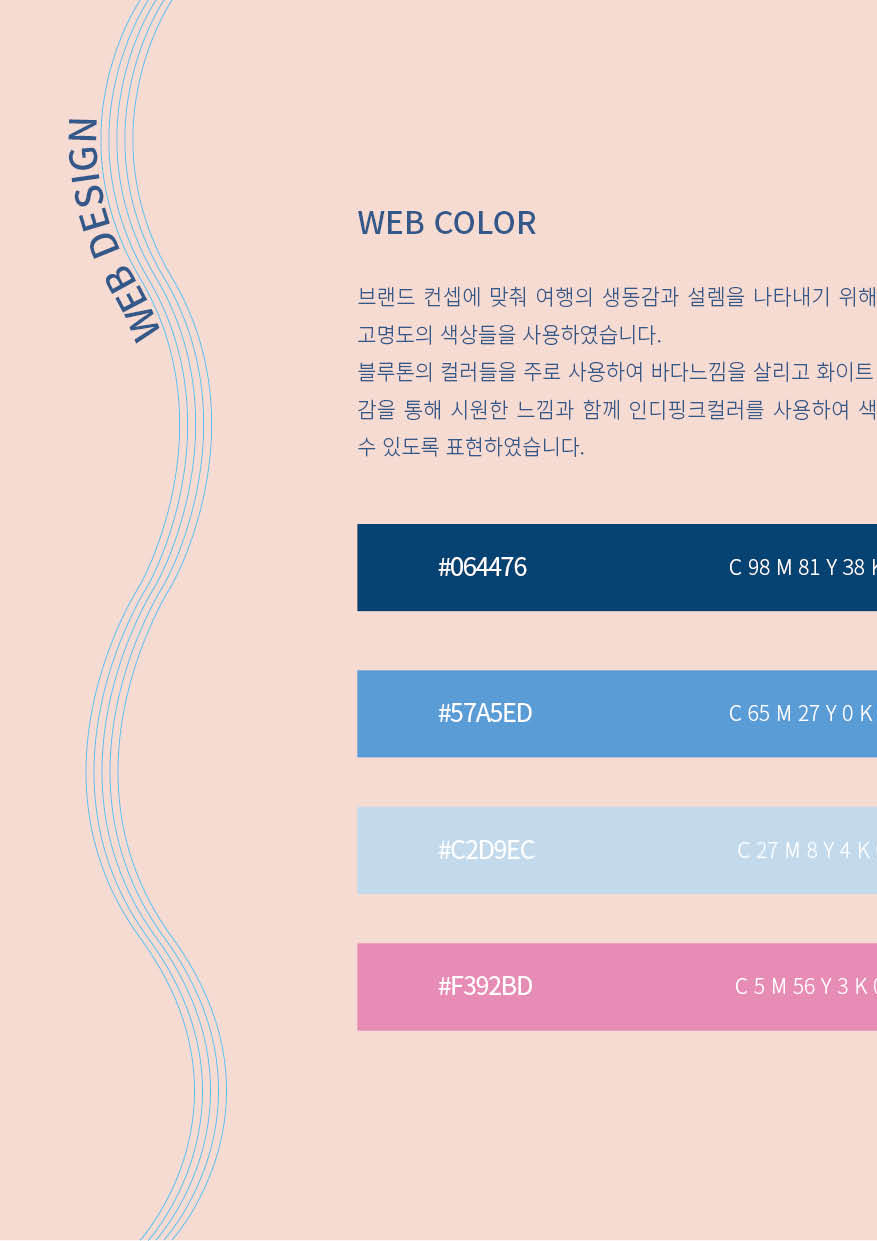 WEB DESIGN
WEB COLOR
브랜드 컨셉에 맞춰 여행의 생동감과 설렘을 나타내기 위해
고명도의 색상들을 사용하였습니다.
블루톤의 컬러들을 주로 사용하여 바다느낌을 살리고 화이트
감을 통해 시원한 느낌과 함께 인디핑크컬러를 사용하여 색
수 있도록 표현하였습니다.
#064476 C 98 M 81 Y 38 K
#57A5ED C 65 M 27 Y 0 K
#C2D9EC C 27 M 8 Y 4 K
#F392BD C 5 M 56 Y 3 K 0